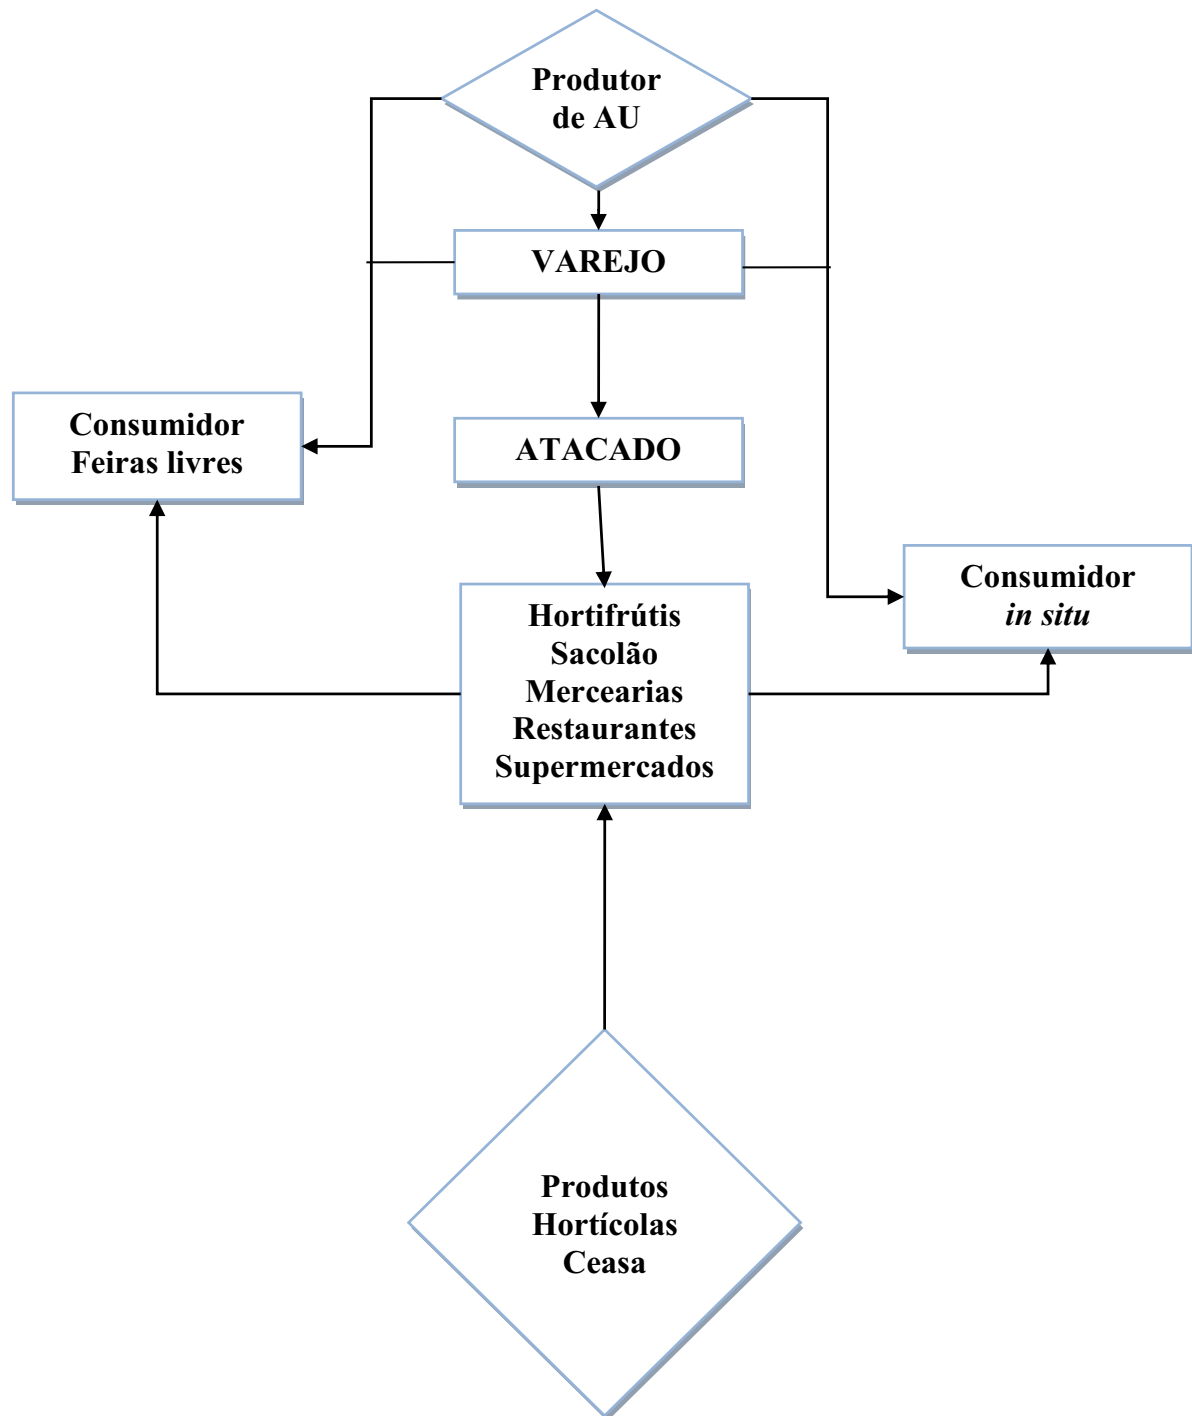 Produtor
de AU
VAREJO
Consumidor
Feiras livres
ATACADO
Consumidor
in situ
Hortifrútis
Sacolão
Mercearias
Restaurantes
Supermercados
Produtos
Hortícolas
Ceasa